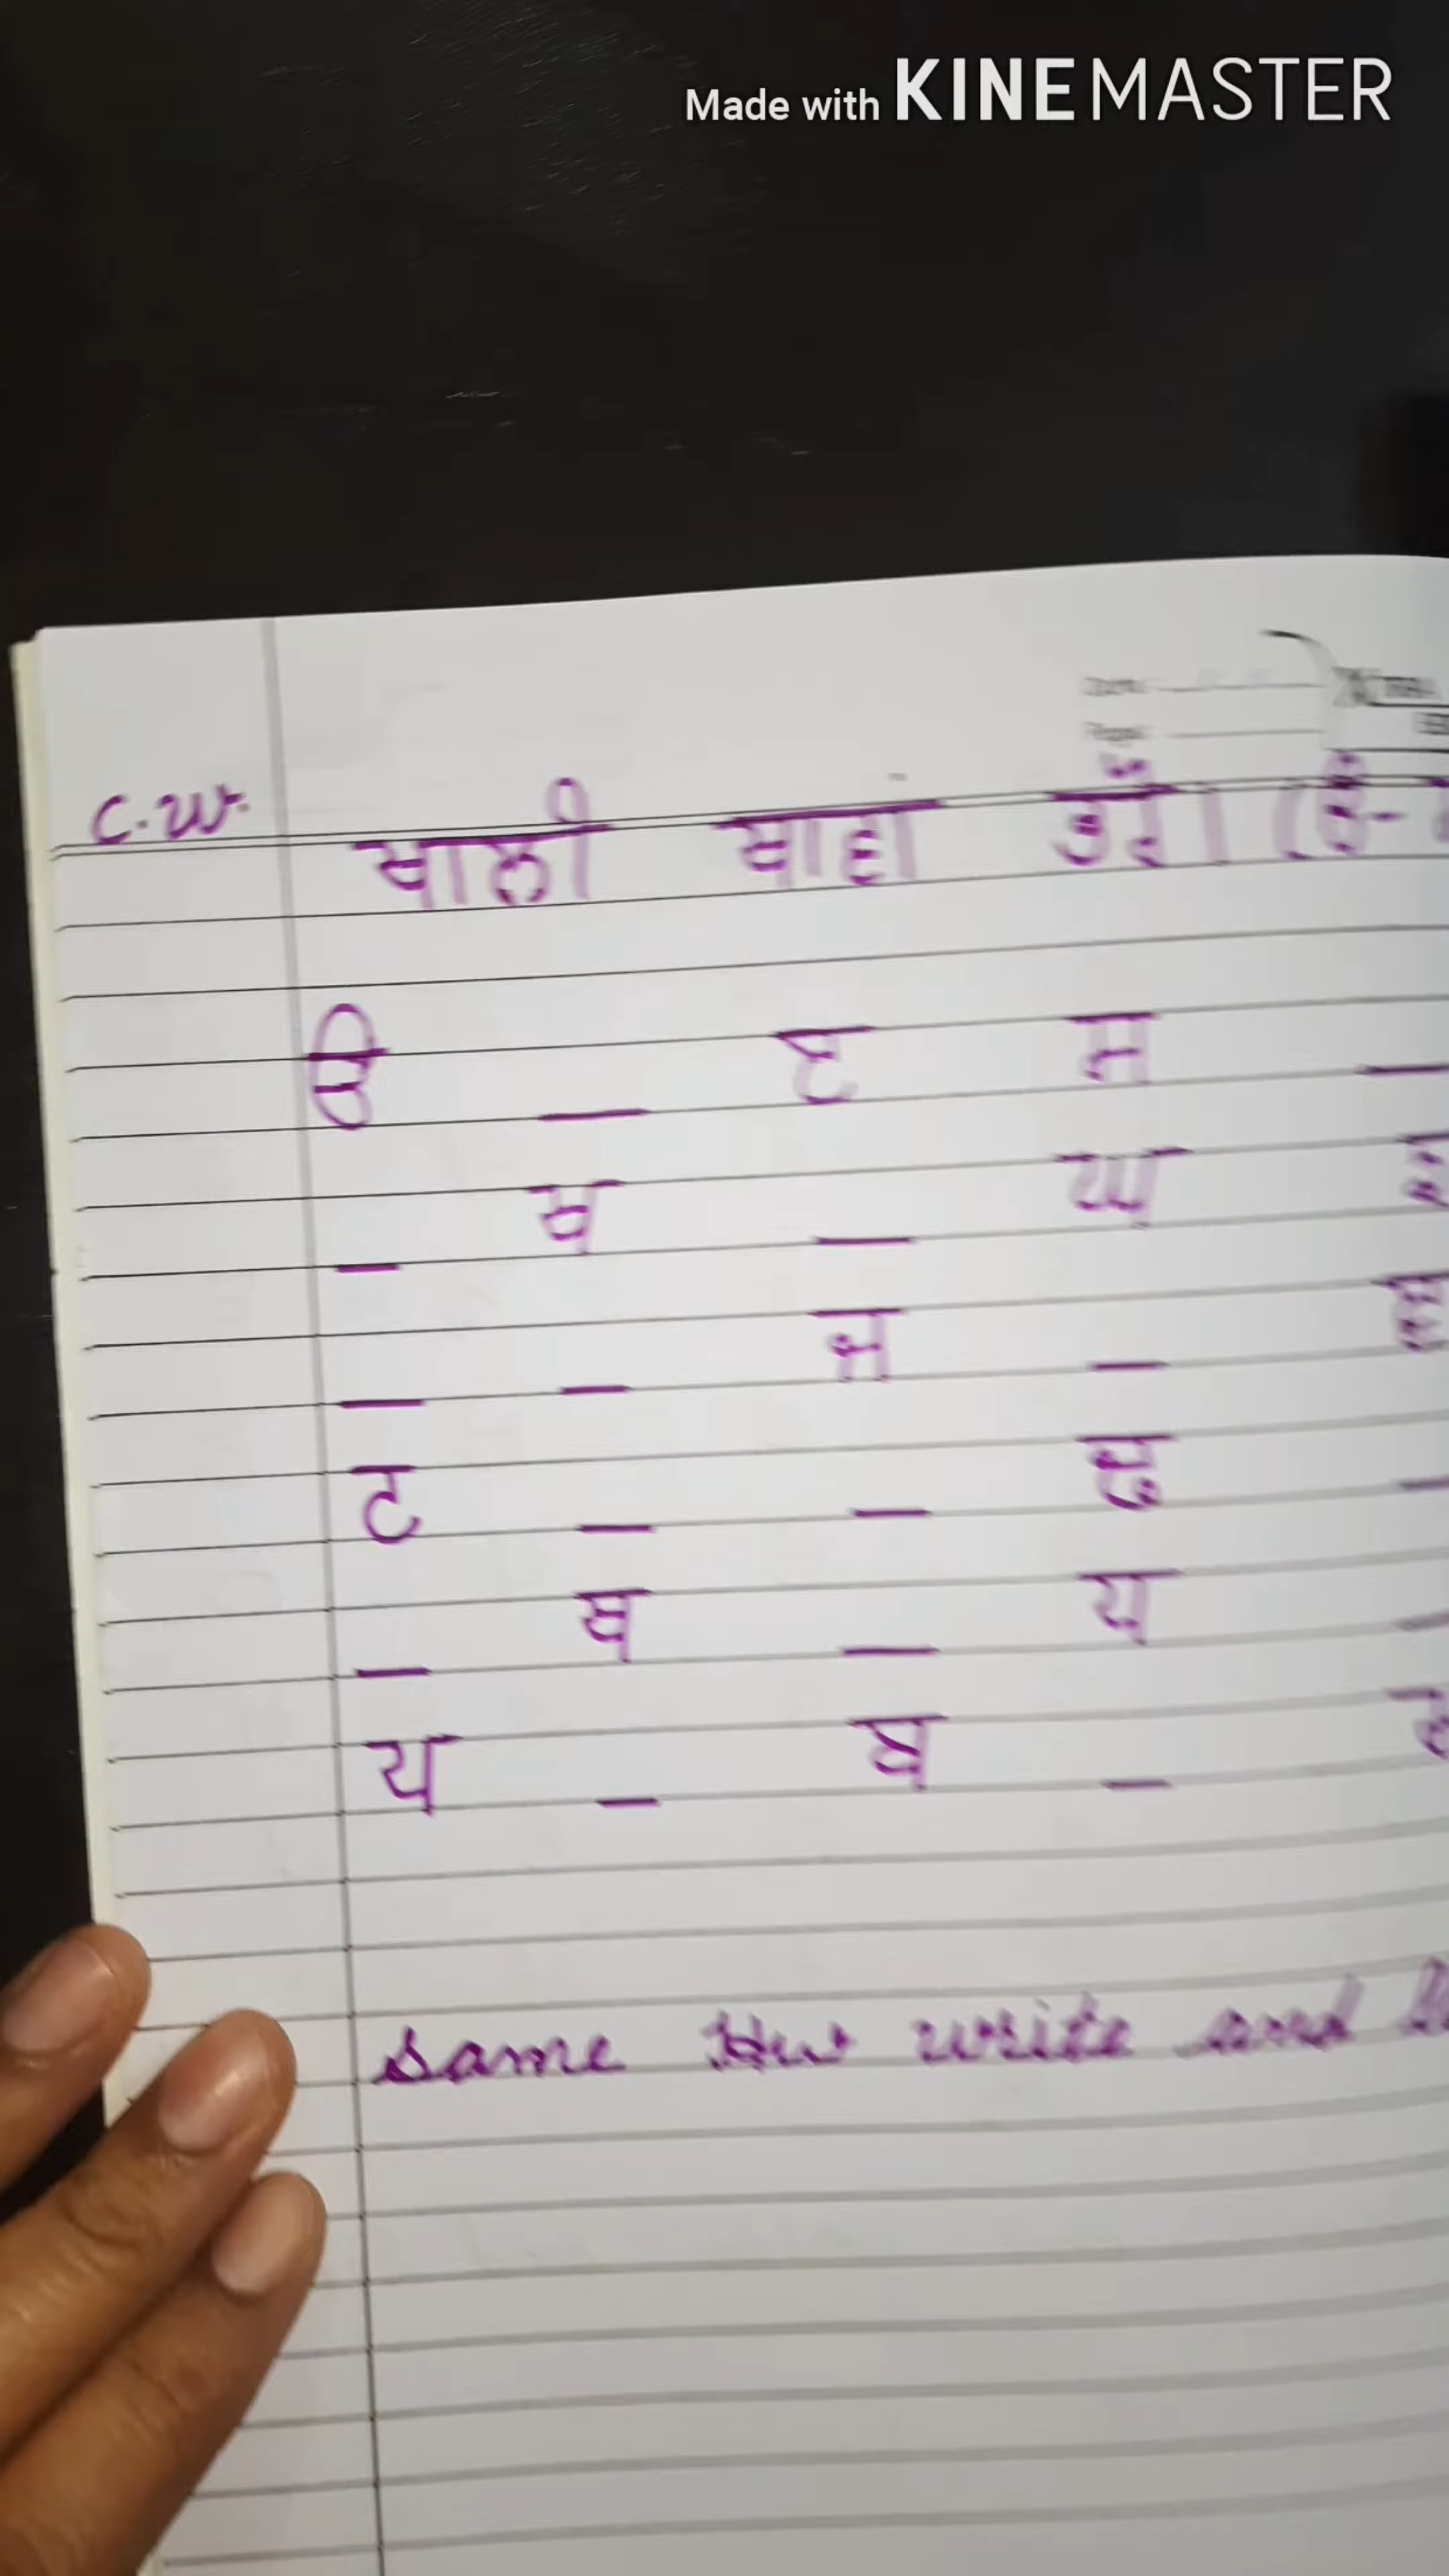 Made with KINEMASTER
C.W. ਖਾਲੀ ਥਾਵਾਂ ਭਰੋ। (ੳ-
ੳ _ ੲ ਸ _
_ ਖ _ ਘ ਙ
_ _ ਜ _ ਞ
ਟ _ _ ਢ _
_ ਥ _ ਧ _
ਪ _ ਬ _
same H.w write and